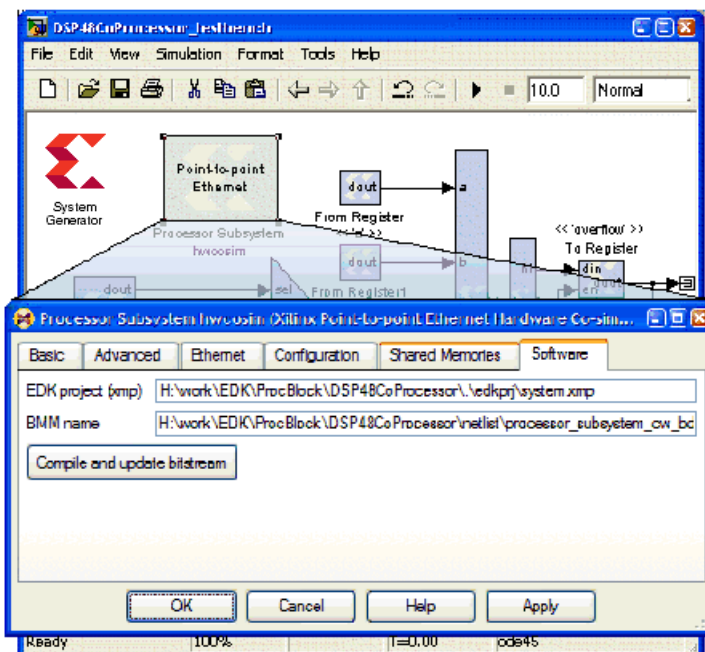 DSP48CoProcessor_testbench
File Edit View Simulation Format Tools Help
10.0 Normal
Point-to-point
Ethernet
System
Generator
Processor Subsystem
hwcosim
dout
From Register
<< 'a' >>
dout
From Register1
a
b
m
<< 'overflow' >>
To Register
din
dout
en
dout
sel
Processor Subsystem hwcosim (Xilinx Point-to-point Ethernet Hardware Co-sim...
Basic Advanced Ethernet Configuration Shared Memories Software
EDK project (xmp) H:\work\EDK\ProcBlock\DSP48CoProcessor\.\edkprj\system.xmp
BMM name H:\work\EDK\ProcBlock\DSP48CoProcessor\netlist\processor_subsystem_cw_bd
Compile and update bitstream
OK Cancel Help Apply
Ready 100% T=0.00 ode45